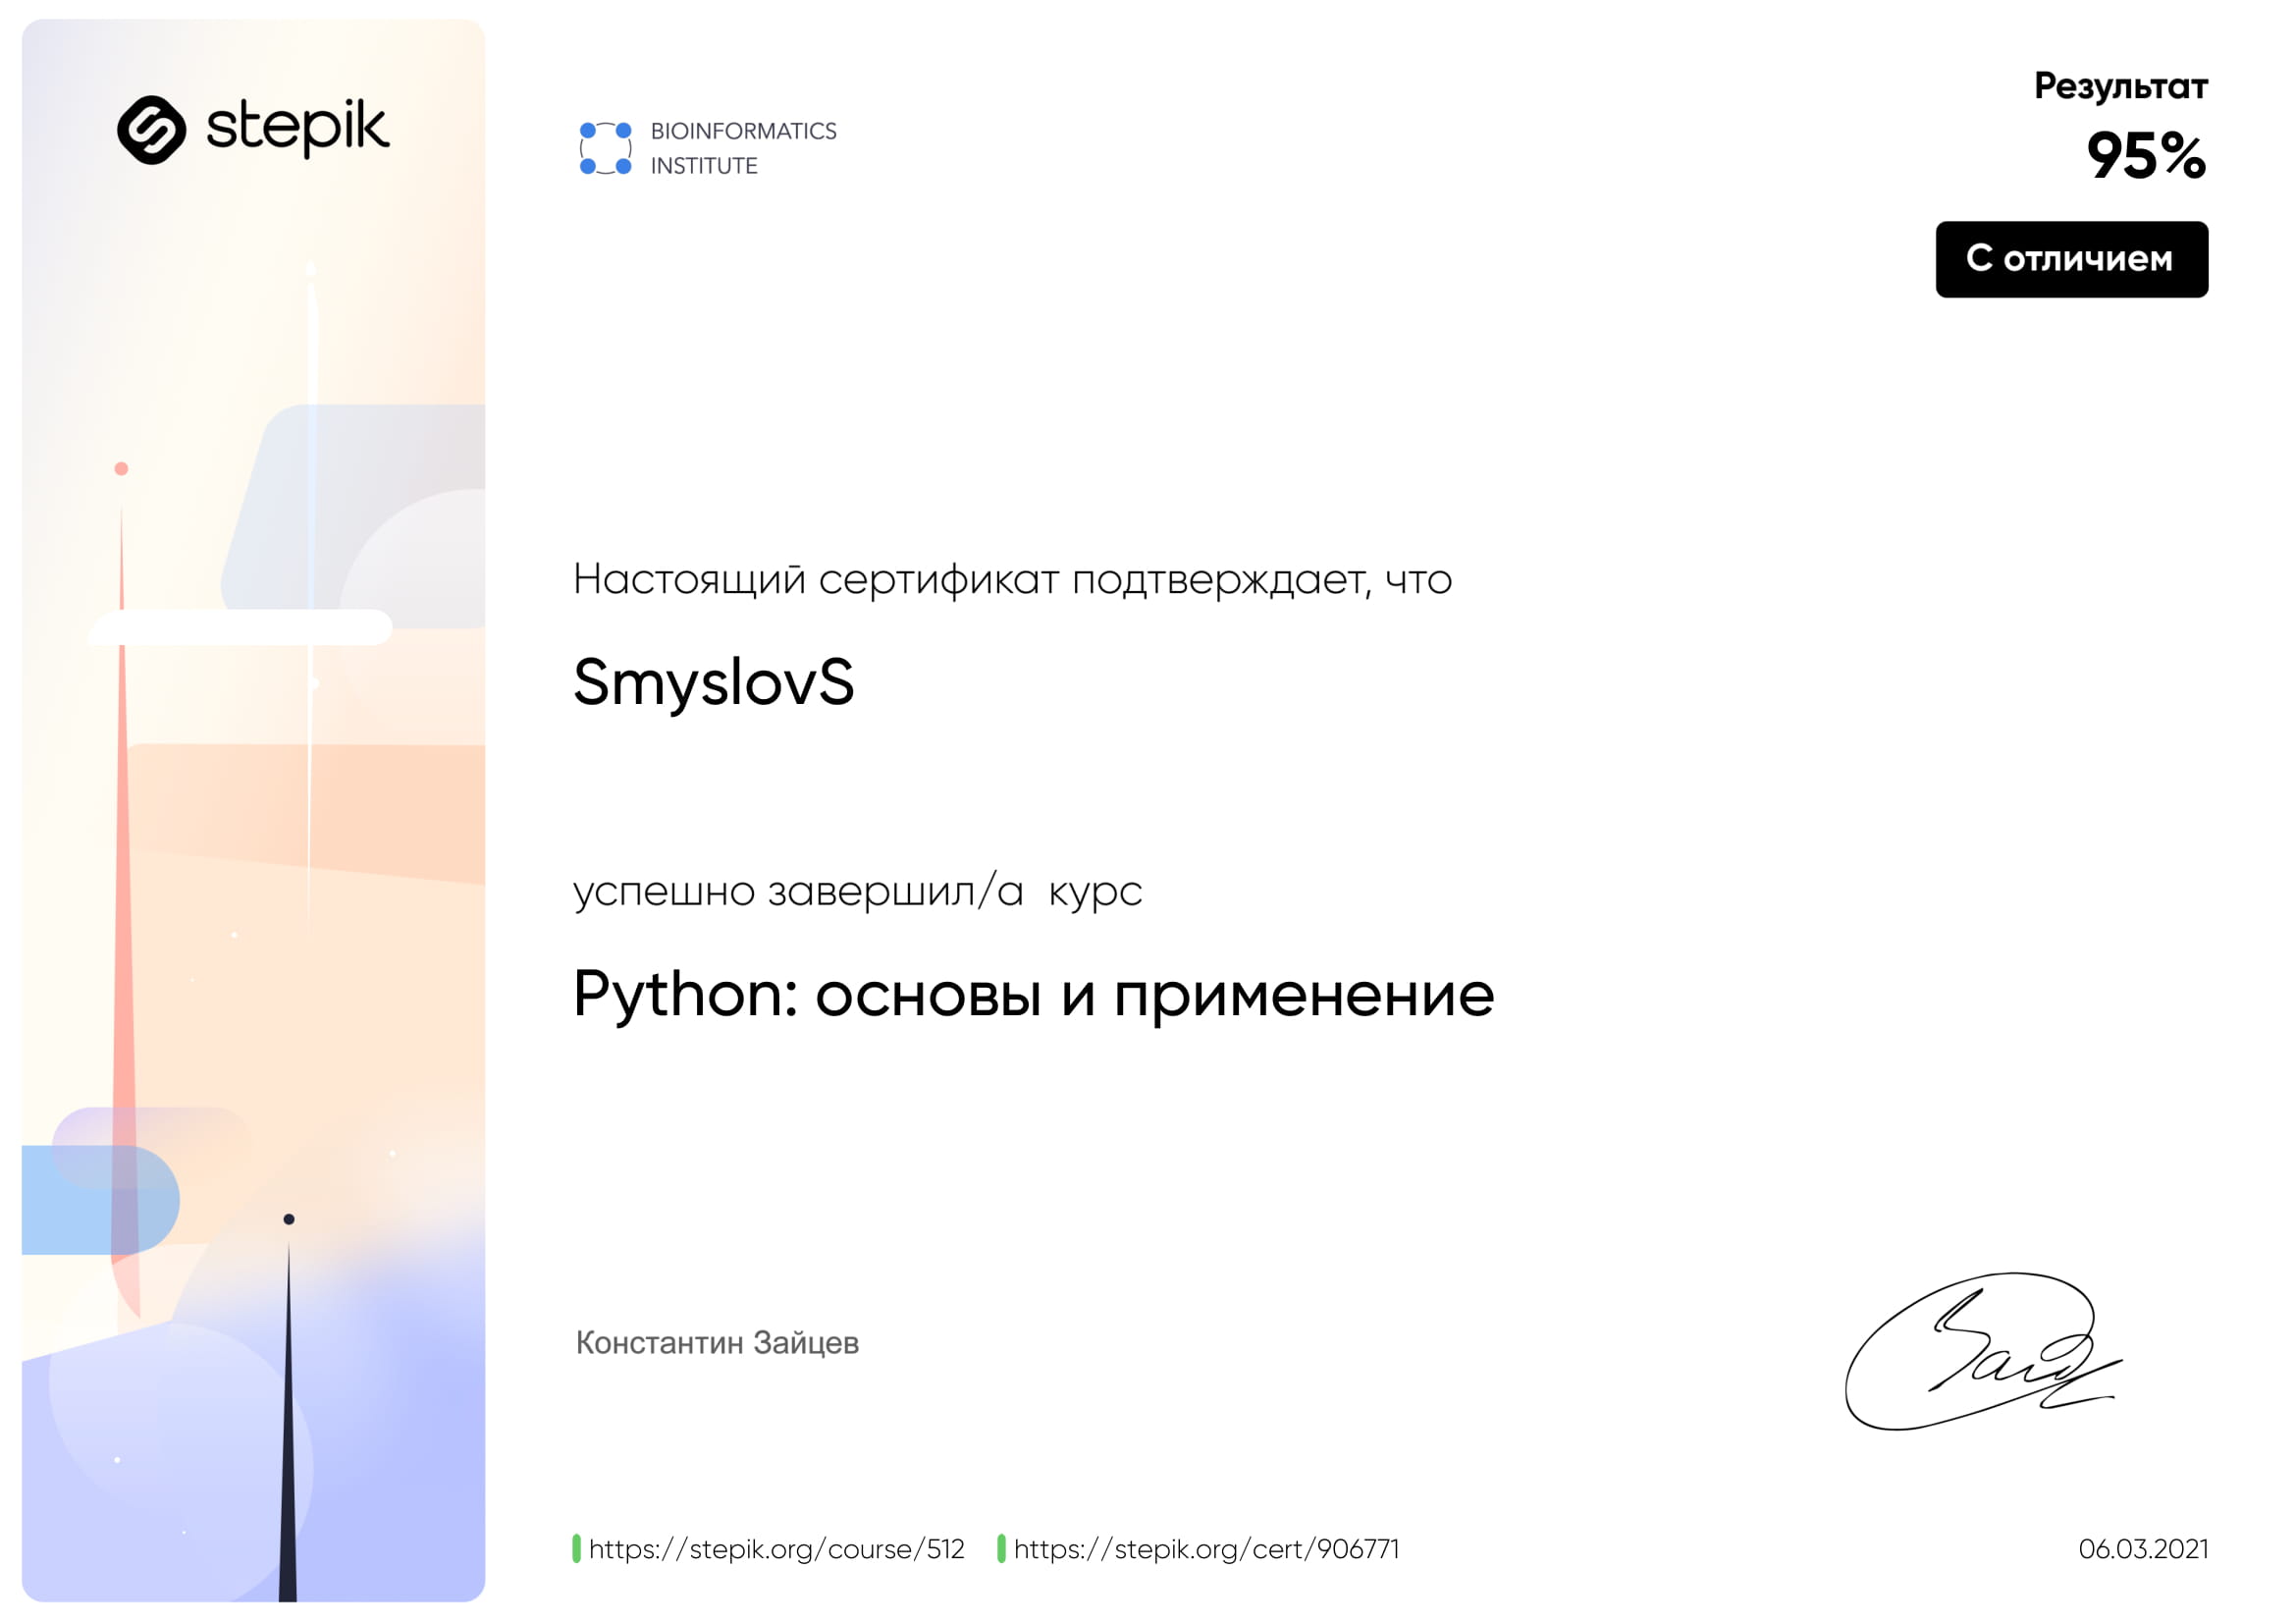 stepik
BIOINFORMATICS
INSTITUTE
Результат
95%
С отличием
Настоящий сертификат подтверждает, что
SmyslovS
успешно завершил/а курс
Python: основы и применение
Константин Зайцев
https://stepik.org/course/512 https://stepik.org/cert/906771
06.03.2021